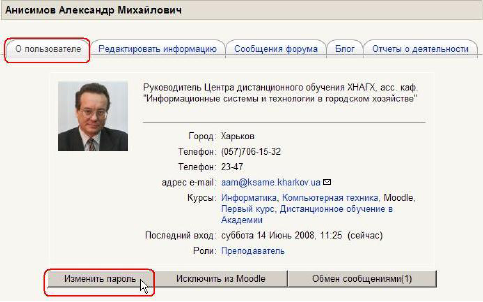 Анисимов Александр Михайлович
О пользователе Редактировать информацию Сообщения форума Блог Отчеты о деятельности
Руководитель Центра дистанционного обучения ХНАГХ, асс. каф.
"Информационные системы и технологии в городском хозяйстве"
Город: Харьков
Телефон: (057)706-15-32
Телефон: 23-47
адрес e-mail: aam@ksame.kharkov.ua
Курсы: Информатика, Компьютерная техника, Moodle,
Первый курс, Дистанционное обучение в
Академии
Последний вход: суббота 14 Июнь 2008, 11:25 (сейчас)
Роли: Преподаватель
Изменить пароль Исключить из Moodle Обмен сообщениями(1)